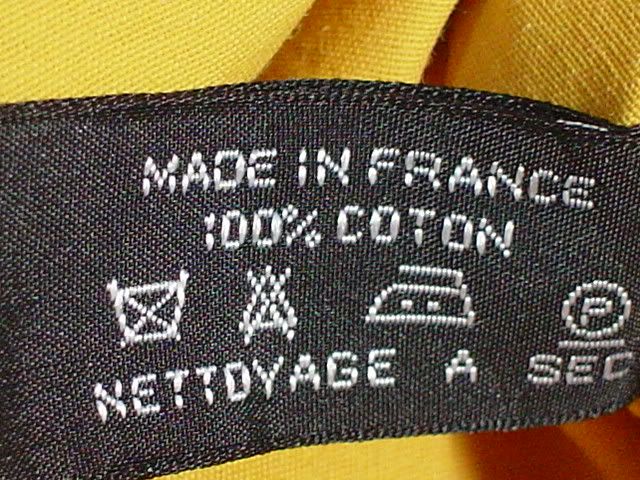 MADE IN FRANCE
100% COTON
P
NETTOYAGE A SEC